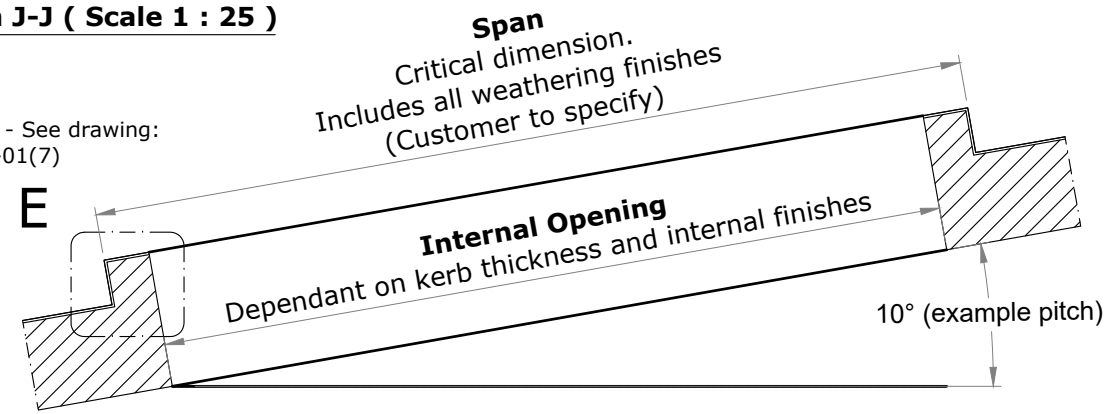 J-J ( Scale 1 : 25 )
Span
Critical dimension.
Includes all weathering finishes
(Customer to specify)
- See drawing:
-01(7)
E
Internal Opening
Dependant on kerb thickness and internal finishes
10° (example pitch)